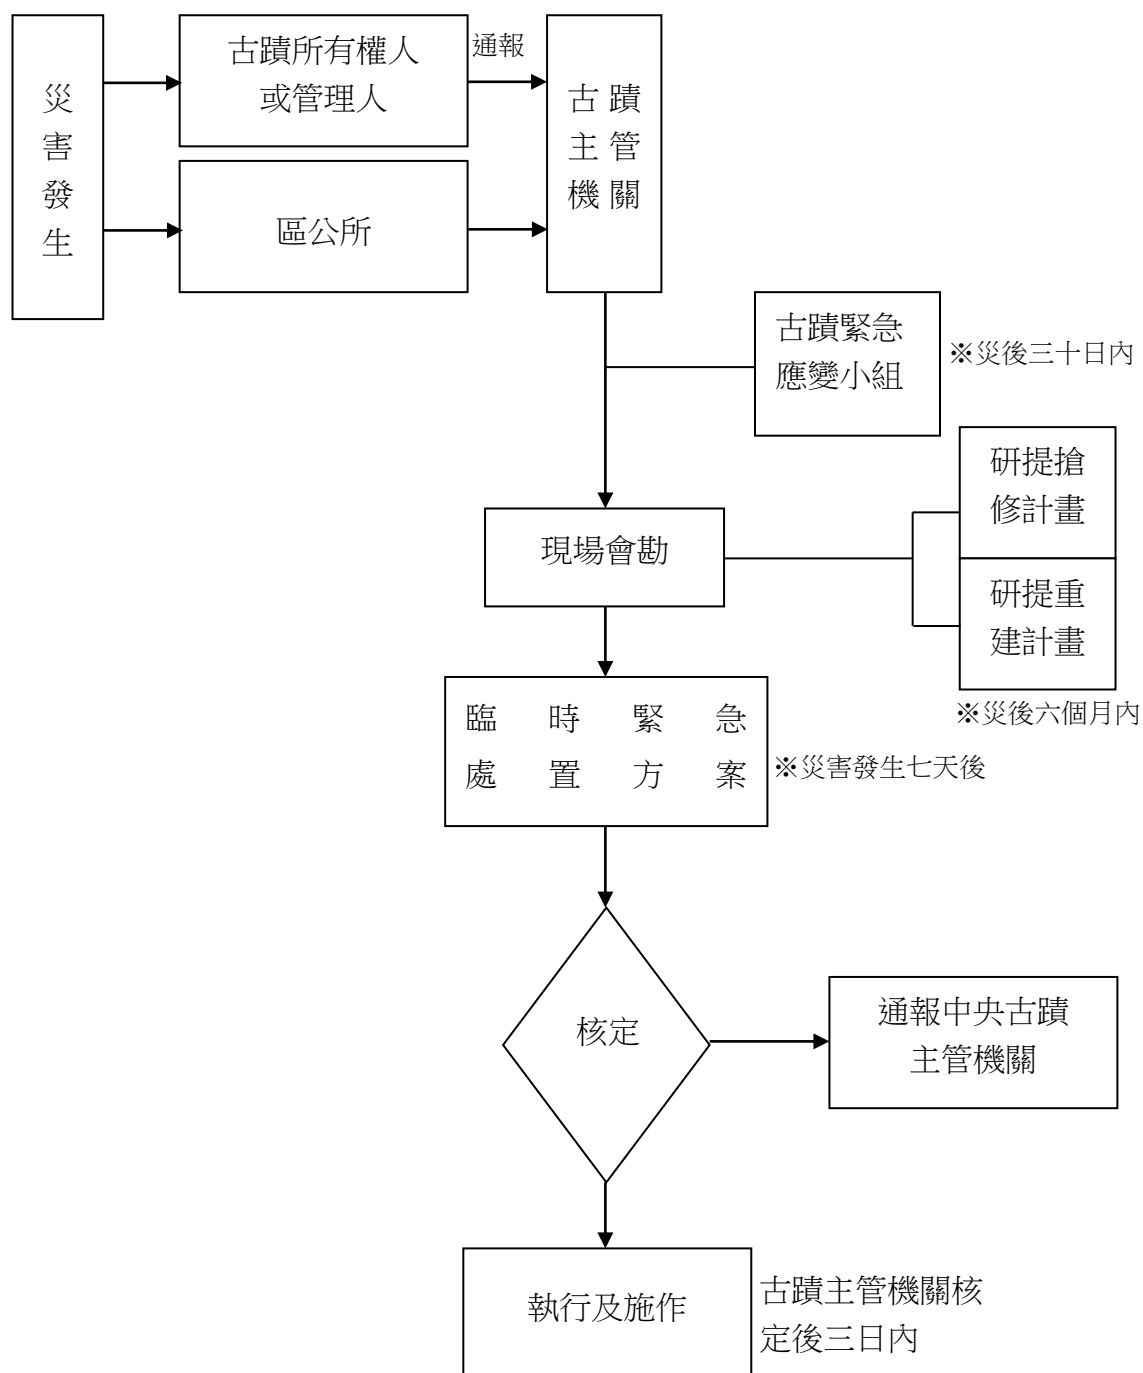 災
害
發
生
古蹟所有權人
或管理人
通報
區公所
古蹟
主管
機關
古蹟緊急
應變小組
※災後三十日內
研提搶
修計畫
現場會勘
研提重
建計畫
※災後六個月內
臨時緊急
處置方案
※災害發生七天後
核定
通報中央古蹟
主管機關
執行及施作
古蹟主管機關核
定後三日內